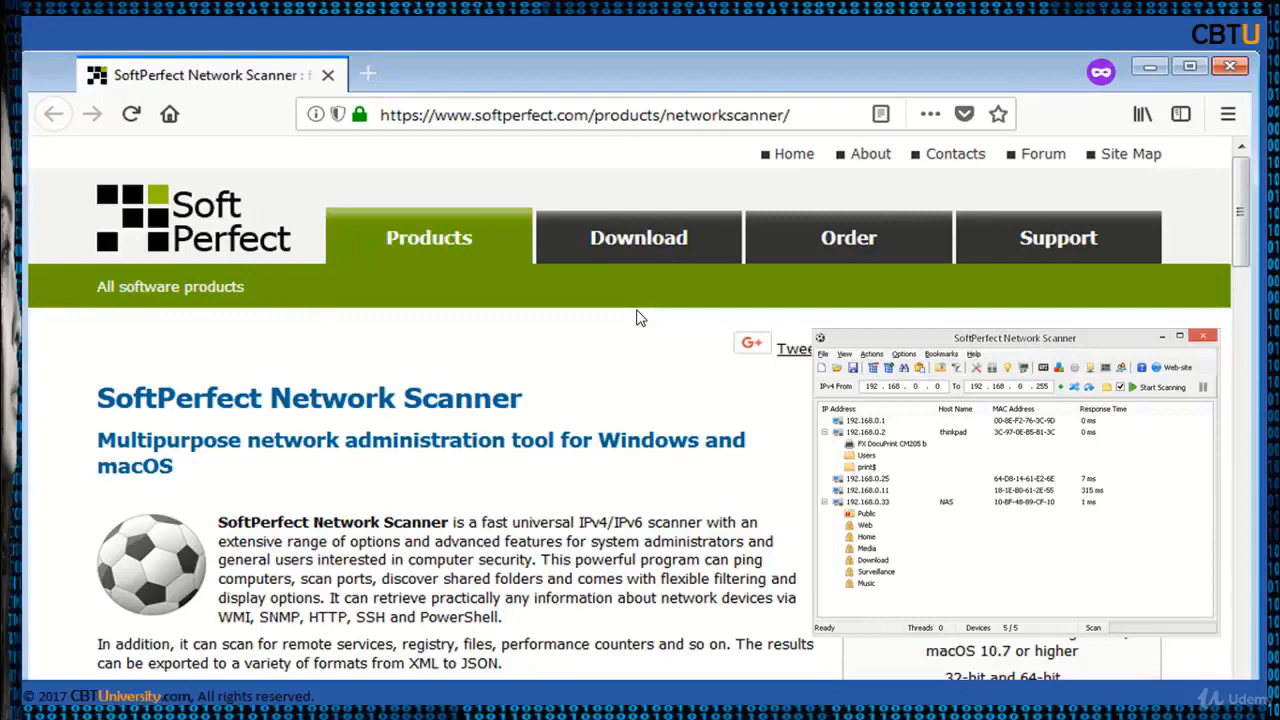 CBTU
SoftPerfect Network Scanner : f
https://www.softperfect.com/products/networkscanner/
Home About Contacts Forum Site Map
Soft
Perfect
Products Download Order Support
All software products
G+ Twee
SoftPerfect Network Scanner
Multipurpose network administration tool for Windows and
macOS
SoftPerfect Network Scanner is a fast universal IPv4/IPv6 scanner with an
extensive range of options and advanced features for system administrators and
general users interested in computer security. This powerful program can ping
computers, scan ports, discover shared folders and comes with flexible filtering and
display options. It can retrieve practically any information about network devices via
WMI, SNMP, HTTP, SSH and PowerShell.
In addition, it can scan for remote services, registry, files, performance counters and so on. The results
can be exported to a variety of formats from XML to JSON.
SoftPerfect Network Scanner
File View Actions Options Bookmarks Help
Web-site
IPv4 From 192 . 168 . 0 . 0 To 192 . 168 . 0 . 255 Start Scanning
IP Address Host Name MAC Address Response Time
192.168.0.1 00-8E-F2-76-3C-9D 0 ms
192.168.0.2 thinkpad 3C-97-0E-B5-B1-3C 0 ms
FX DocuPrint CM205 b
Users
print$
192.168.0.25 64-D8-14-61-E2-6E 7 ms
192.168.0.11 18-1E-B0-61-2E-55 315 ms
192.168.0.33 NAS 10-BF-48-89-CF-10 1 ms
Public
Web
Home
Media
Download
Surveillance
Music
Ready Threads 0 Devices 5 / 5 Scan
macOS 10.7 or higher
32-bit and 64-bit
© 2017 CBTUniversity.com, All rights reserved.
Udemy